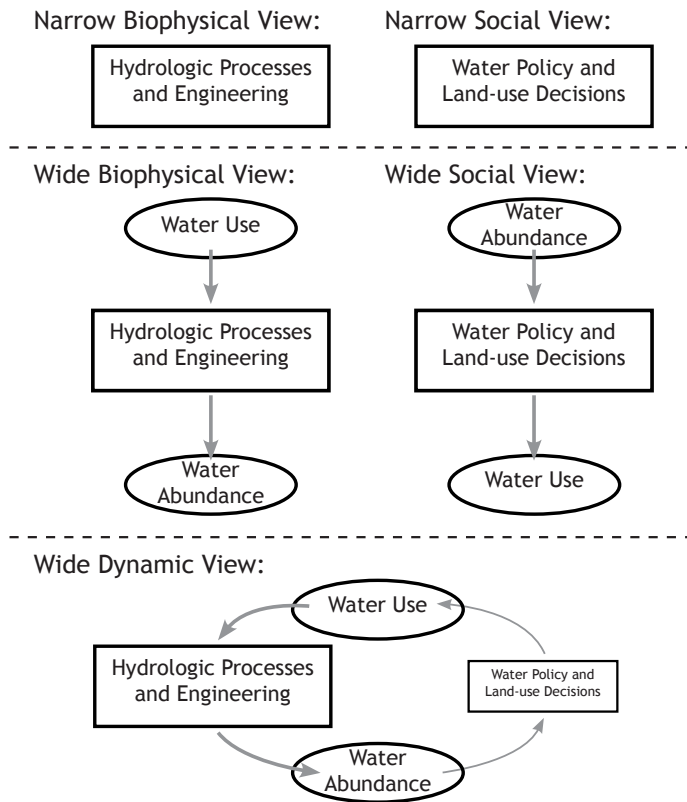 Narrow Biophysical View:
Narrow Social View:
Hydrologic Processes
and Engineering
Water Policy and
Land-use Decisions
Wide Biophysical View:
Wide Social View:
Water Use
Water
Abundance
Hydrologic Processes
and Engineering
Water Policy and
Land-use Decisions
Water
Abundance
Water Use
Wide Dynamic View:
Water Use
Hydrologic Processes
and Engineering
Water Policy and
Land-use Decisions
Water
Abundance